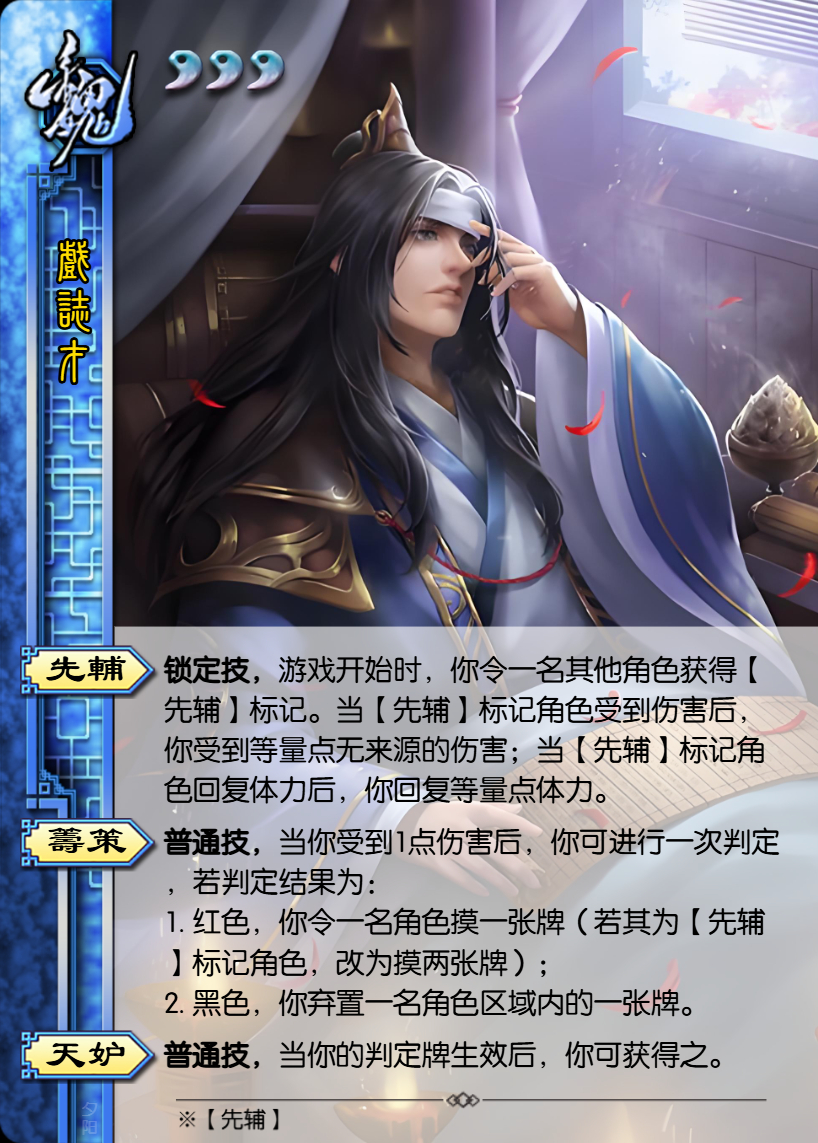 魏
戲誌才
先輔
锁定技，游戏开始时，你令一名其他角色获得【
先辅】标记。当【先辅】标记角色受到伤害后，
你受到等量点无来源的伤害；当【先辅】标记角
色回复体力后，你回复等量点体力。
籌策
普通技，当你受到1点伤害后，你可进行一次判定
，若判定结果为：
1. 红色，你令一名角色摸一张牌（若其为【先辅
】标记角色，改为摸两张牌）；
2. 黑色，你弃置一名角色区域内的一张牌。
天妒
普通技，当你的判定牌生效后，你可获得之。
※【先辅】
夕阳